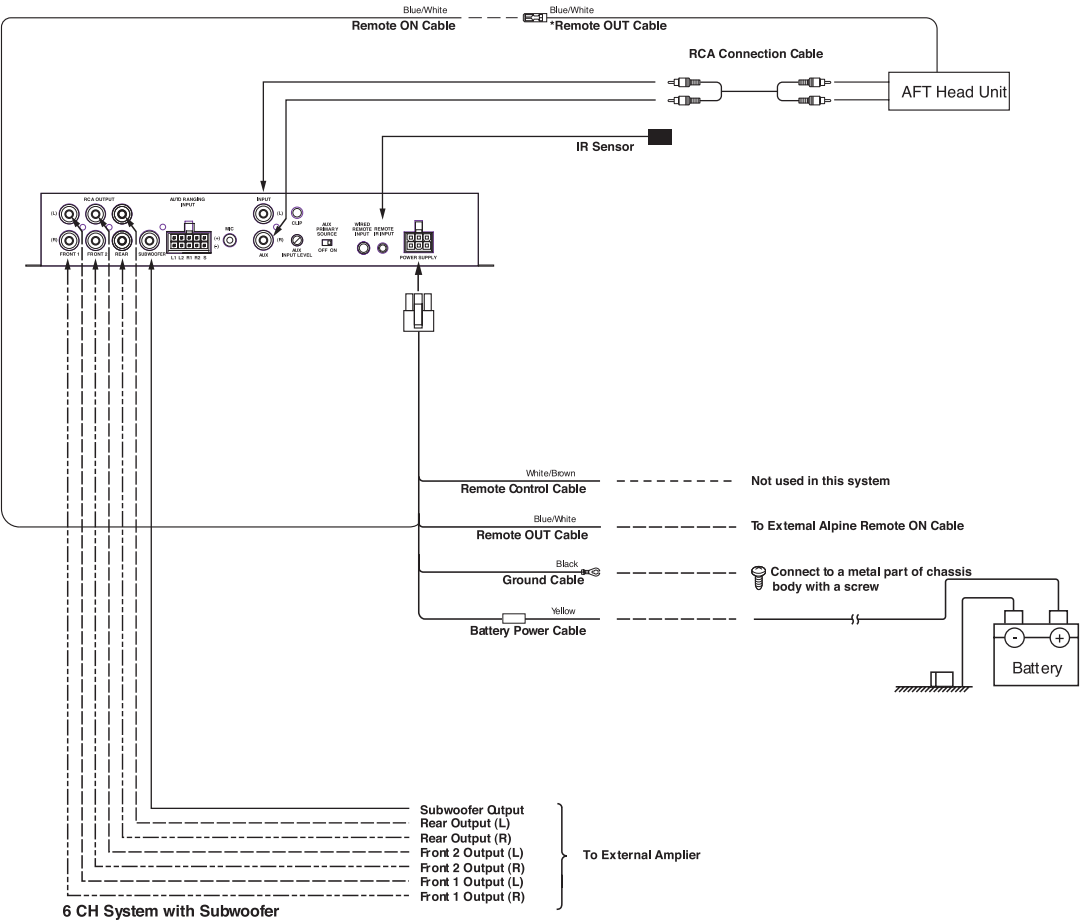 Blue/White
Remote ON Cable
Blue/White
*Remote OUT Cable
RCA Connection Cable
AFT Head Unit
IR Sensor
RCA OUTPUT
AUTO RANGING
INPUT
INPUT
(L)
(L)
CLIP
AUX
PRIMARY
SOURCE
WIRED
REMOTE
INPUT
REMOTE
IR INPUT
MIC
(R)
(+)
(-)
(R)
AUX
INPUT LEVEL
OFF ON
FRONT 1
FRONT 2
REAR
SUBWOOFER
L1 L2 R1 R2 S
AUX
POWER SUPPLY
White/Brown
Remote Control Cable
Not used in this system
Blue/White
Remote OUT Cable
To External Alpine Remote ON Cable
Black
Ground Cable
Connect to a metal part of chassis
body with a screw
Yellow
Battery Power Cable
- +
Battery
Subwoofer Output
Rear Output (L)
Rear Output (R)
Front 2 Output (L)
Front 2 Output (R)
Front 1 Output (L)
Front 1 Output (R)
To External Amplier
6 CH System with Subwoofer